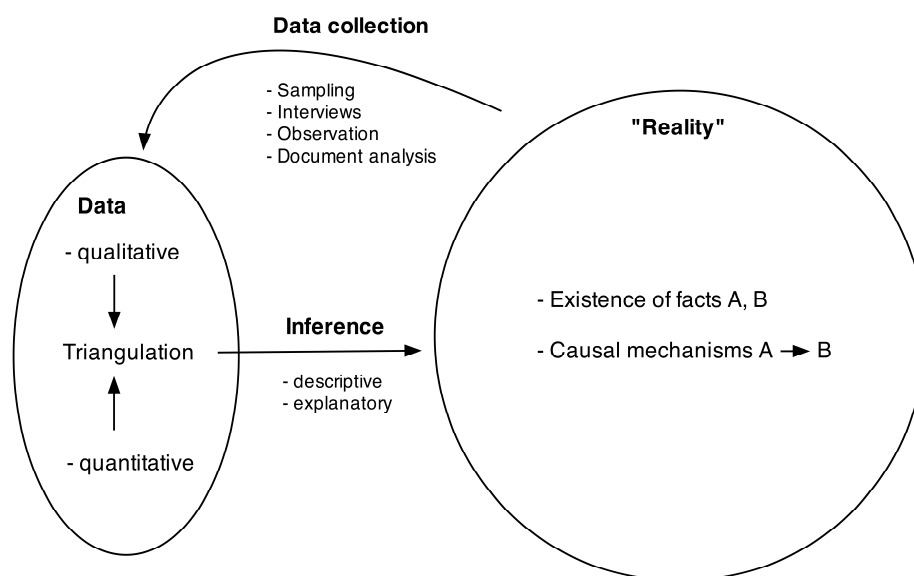 Data collection
- Sampling
- Interviews
- Observation
- Document analysis
"Reality"
Data
- qualitative
Triangulation
- quantitative
Inference
- descriptive
- explanatory
- Existence of facts A, B
- Causal mechanisms A → B